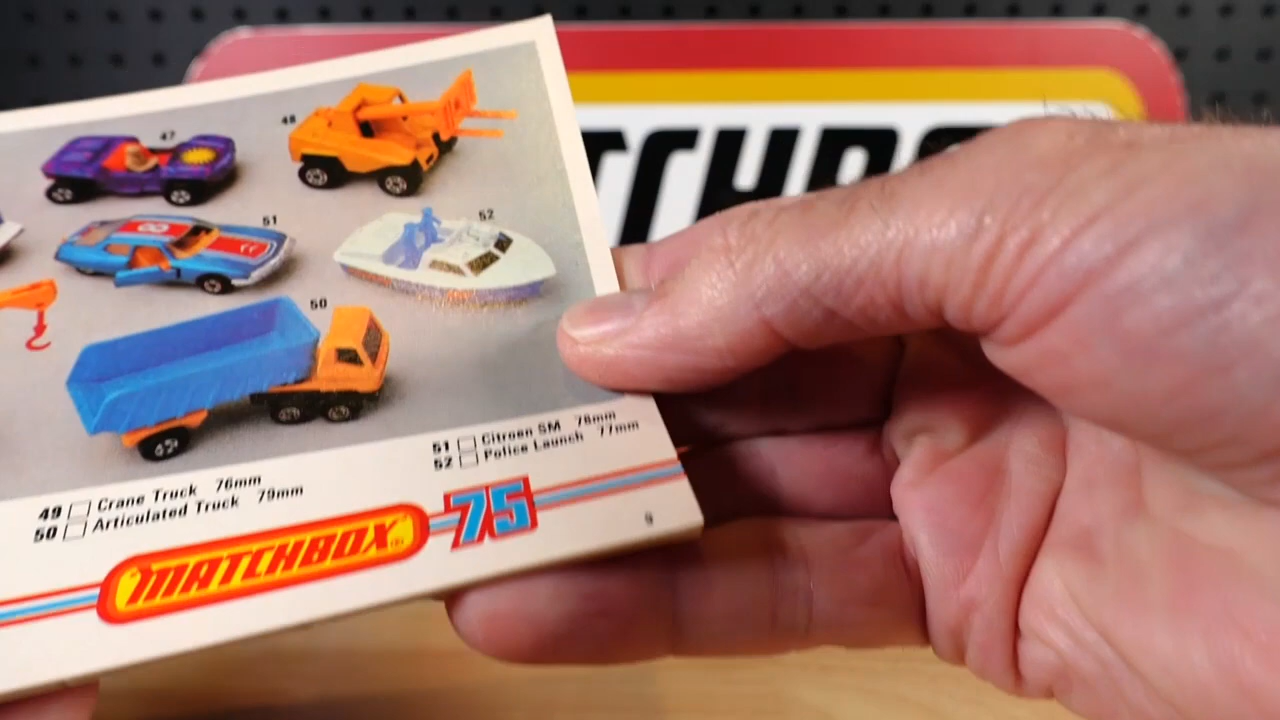 47
48
51
8
52
50
49 Crane Truck 76mm
50 Articulated Truck 79mm
51 Citroen SM 76mm
52 Police Launch 77mm
MATCHBOX
75
9